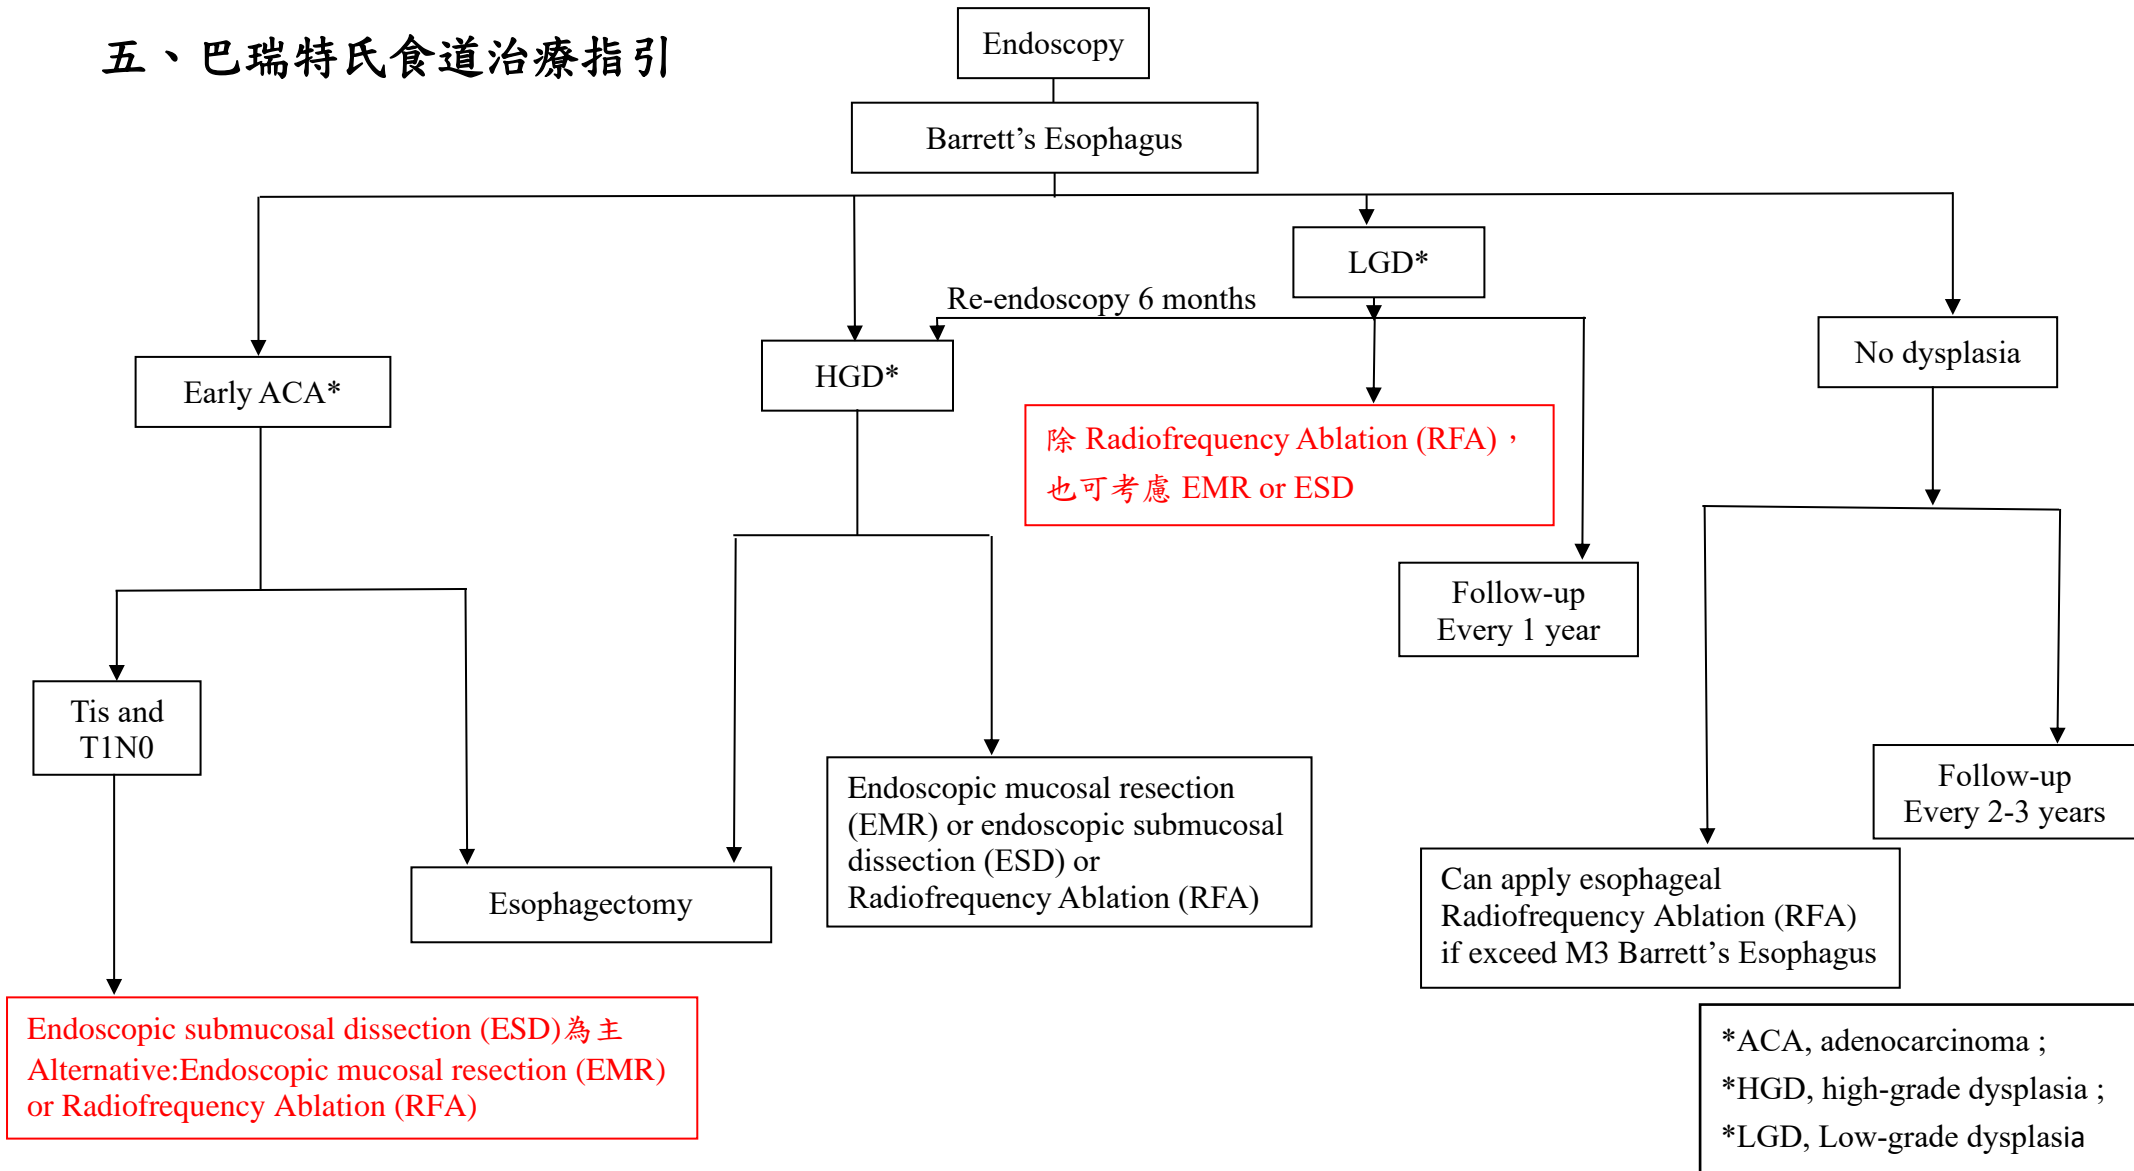 五、巴瑞特氏食道治療指引
Endoscopy
Barrett’s Esophagus
LGD*
Re-endoscopy 6 months
No dysplasia
HGD*
Early ACA*
除 Radiofrequency Ablation (RFA)，
也可考慮 EMR or ESD
Follow-up
Every 1 year
Tis and
T1N0
Endoscopic mucosal resection
(EMR) or endoscopic submucosal
dissection (ESD) or
Radiofrequency Ablation (RFA)
Follow-up
Every 2-3 years
Esophagectomy
Can apply esophageal
Radiofrequency Ablation (RFA)
if exceed M3 Barrett’s Esophagus
Endoscopic submucosal dissection (ESD)為主
Alternative:Endoscopic mucosal resection (EMR)
or Radiofrequency Ablation (RFA)
*ACA, adenocarcinoma ;
*HGD, high-grade dysplasia ;
*LGD, Low-grade dysplasia